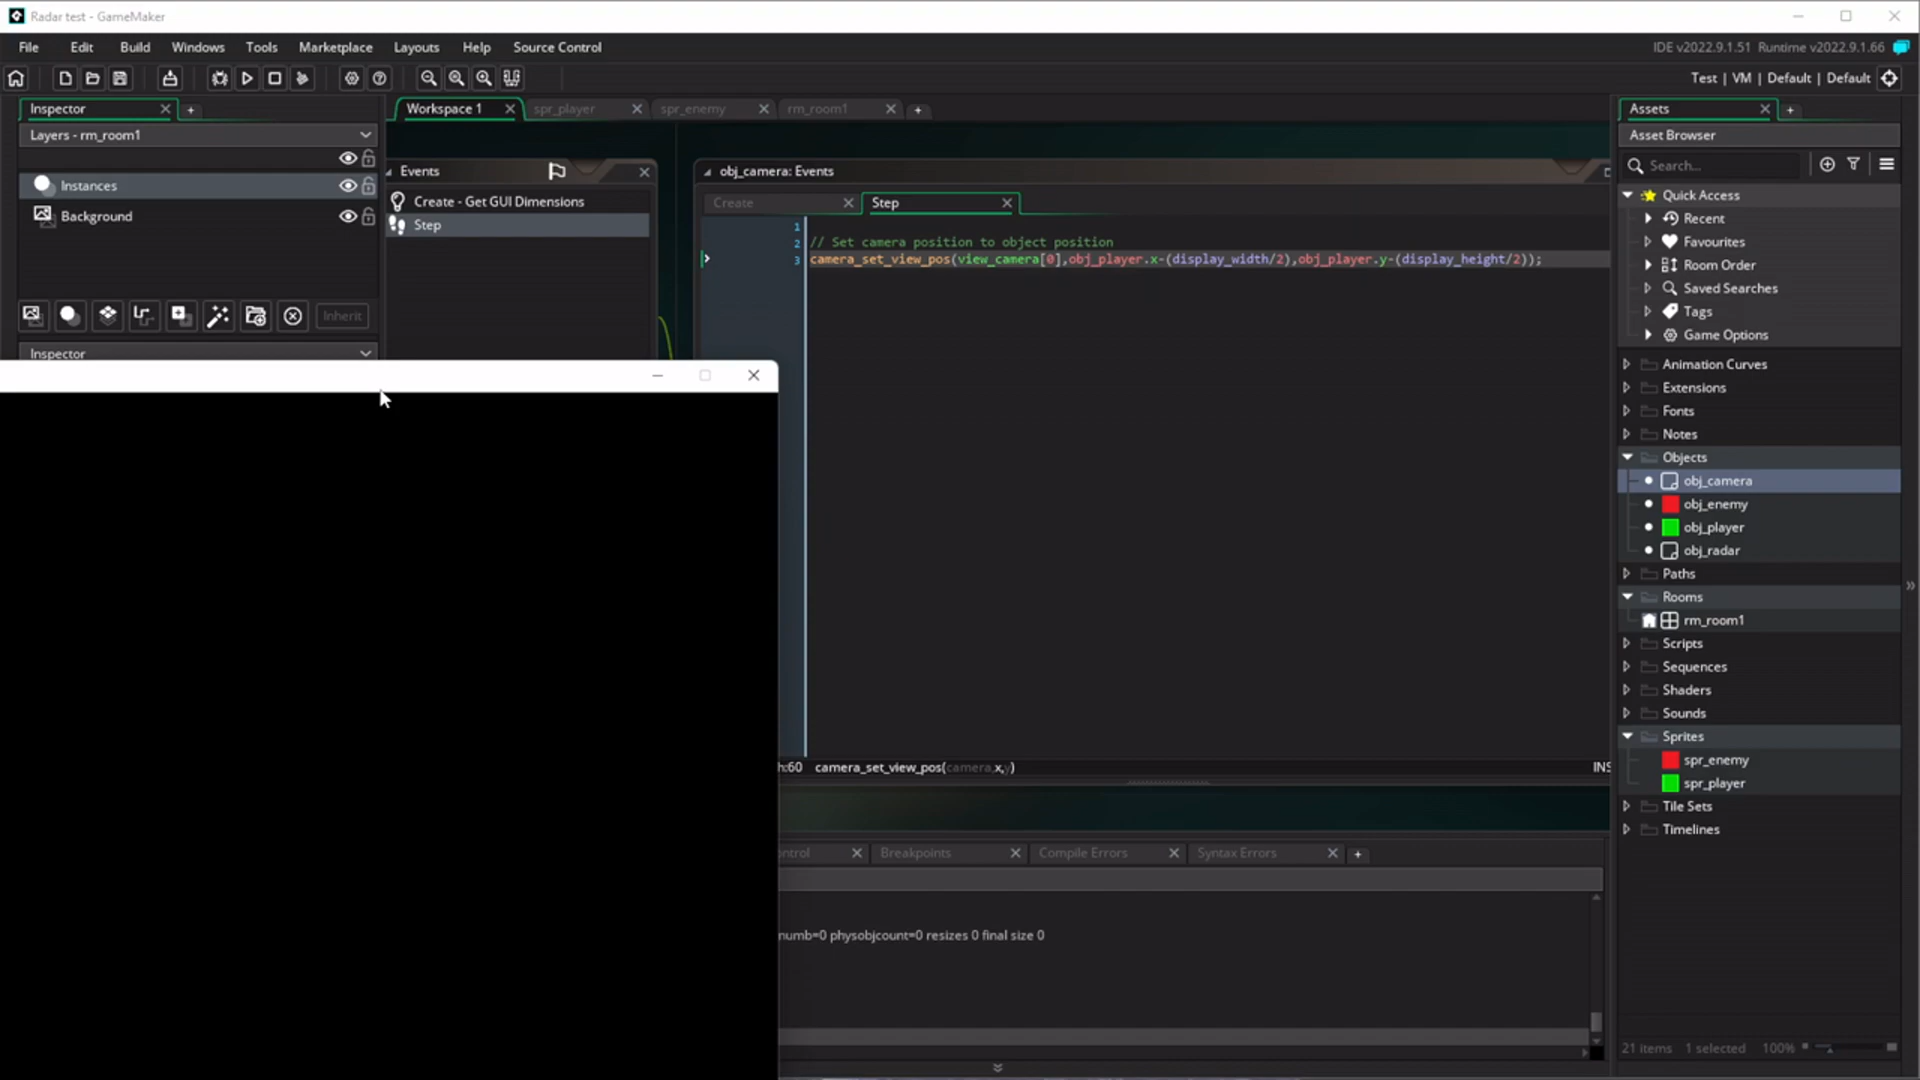 Radar test - GameMaker
File Edit Build Windows Tools Marketplace Layouts Help Source Control
IDE v2022.9.1.51 Runtime v2022.9.1.66
Test | VM | Default | Default
Inspector
Layers - rm_room1
Instances
Background
Inherit
Inspector
Workspace 1 spr_player spr_enemy rm_room1
Events
Create - Get GUI Dimensions
Step
obj_camera: Events
Create Step
1
2 // Set camera position to object position
3 camera_set_view_pos(view_camera[0],obj_player.x-(display_width/2),obj_player.y-(display_height/2));
h:60 camera_set_view_pos(camera,x,y)
INS
ontrol Breakpoints Compile Errors Syntax Errors
numb=0 physobjcount=0 resizes 0 final size 0
Assets
Asset Browser
Search...
Quick Access
Recent
Favourites
Room Order
Saved Searches
Tags
Game Options
Animation Curves
Extensions
Fonts
Notes
Objects
obj_camera
obj_enemy
obj_player
obj_radar
Paths
Rooms
rm_room1
Scripts
Sequences
Shaders
Sounds
Sprites
spr_enemy
spr_player
Tile Sets
Timelines
21 items 1 selected 100%